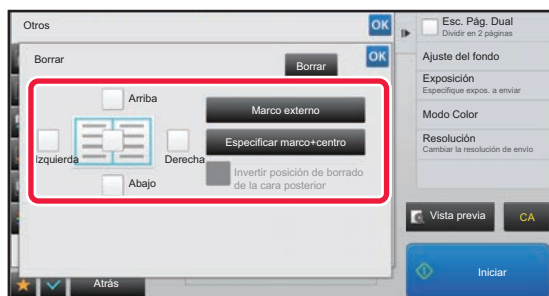 Otros
OK
Borrar
Borrar
OK
Arriba
Izquierda
Derecha
Abajo
Marco externo
Especificar marco+centro
Invertir posición de borrado
de la cara posterior
Atrás
Esc. Pág. Dual
Dividir en 2 páginas
Ajuste del fondo
Exposición
Especifique expos. a enviar
Modo Color
Resolución
Cambiar la resolución de envío
Vista previa
CA
Iniciar